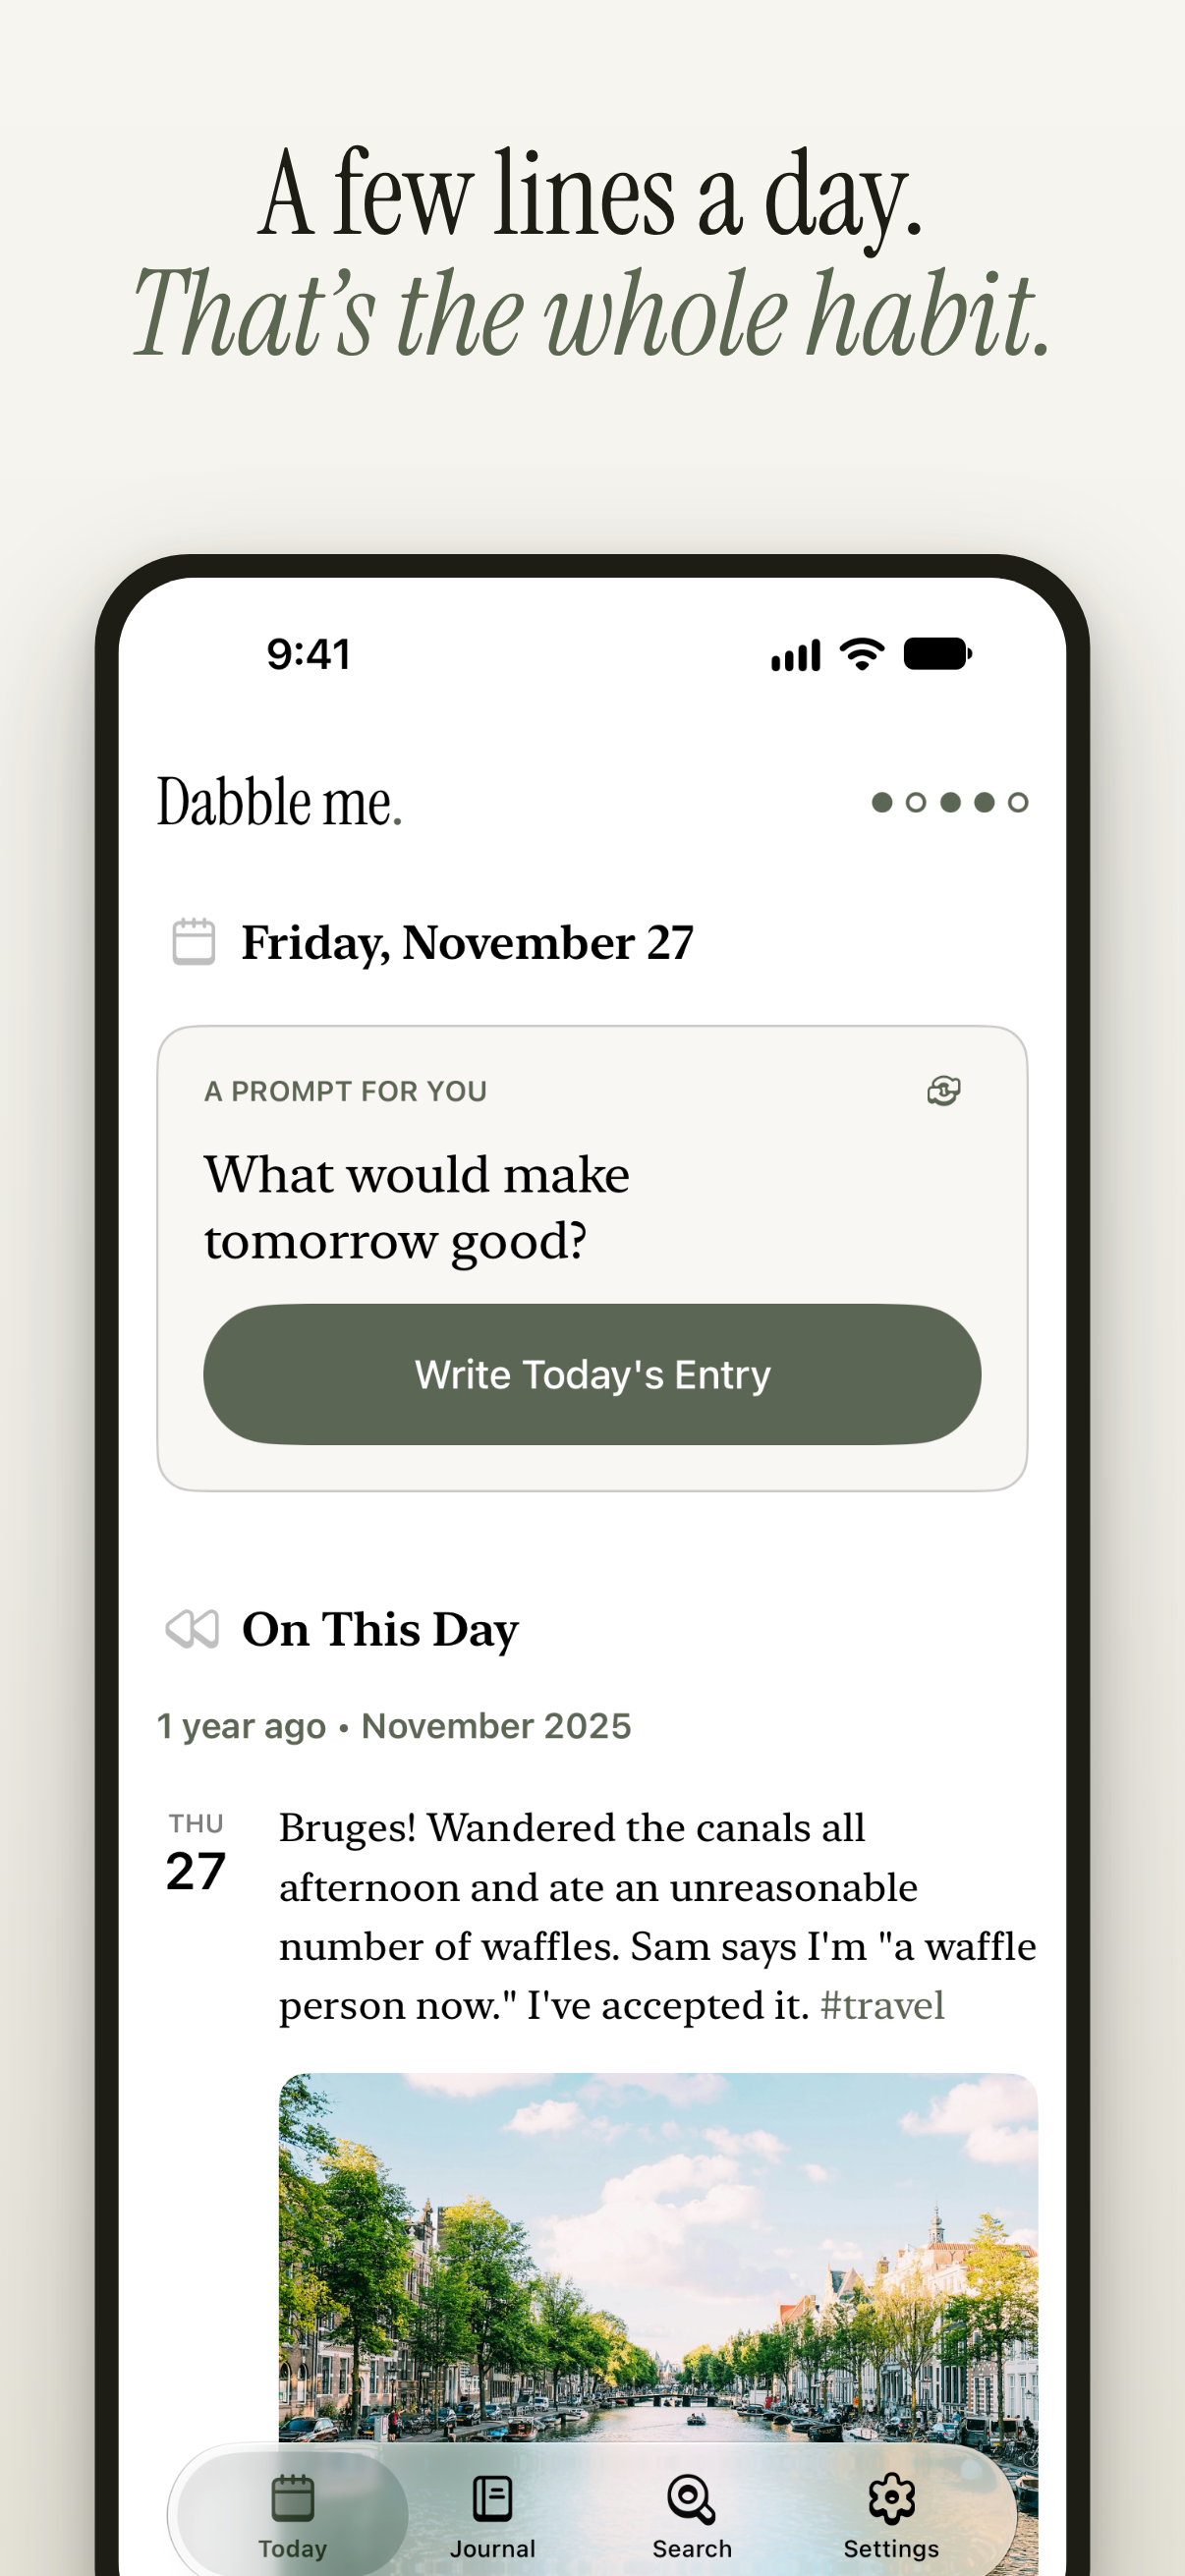 A few lines a day.
That’s the whole habit.
9:41
Dabble me.
Friday, November 27
A PROMPT FOR YOU
What would make
tomorrow good?
Write Today's Entry
On This Day
1 year ago • November 2025
THU
27
Bruges! Wandered the canals all
afternoon and ate an unreasonable
number of waffles. Sam says I'm "a waffle
person now." I've accepted it. #travel
Today
Journal
Search
Settings